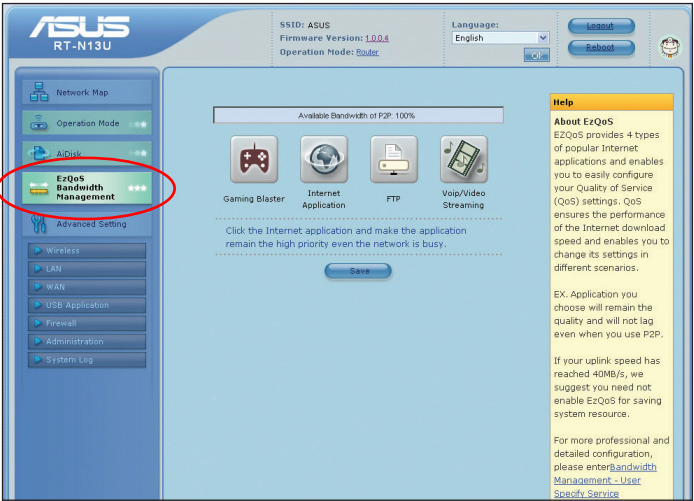 ASUS
RT-N13U
SSID: ASUS
Firmware Version: 1.0.0.4
Operation Mode: Router
Language:
English
OK
Logout
Reboot
Network Map
Operation Mode
AiDisk
EzQoS
Bandwidth
Management
Advanced Setting
Wireless
LAN
WAN
USB Application
Firewall
Administration
System Log
Available Bandwidth of P2P: 100%
Gaming Blaster
Internet
Application
FTP
Voip/Video
Streaming
Click the Internet application and make the application
remain the high priority even the network is busy.
Save
Help
About EzQoS
EZQoS provides 4 types
of popular Internet
applications and enables
you to easily configure
your Quality of Service
(QoS) settings. QoS
ensures the performance
of the Internet download
speed and enables you to
change its settings in
different scenarios.
EX. Application you
choose will remain the
quality and will not lag
even when you use P2P.
If your uplink speed has
reached 40MB/s, we
suggest you need not
enable EzQoS for saving
system resource.
For more professional and
detailed configuration,
please enterBandwidth
Management - User
Specify Service